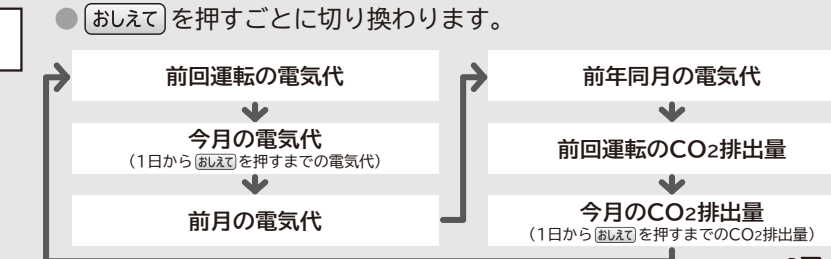 ● おしえて を押すごとに切り換わります。
前回運転の電気代
今月の電気代
（1日から おしえて を押すまでの電気代）
前月の電気代
前年同月の電気代
前回運転のCO2排出量
今月のCO2排出量
（1日から おしえて を押すまでのCO2排出量）